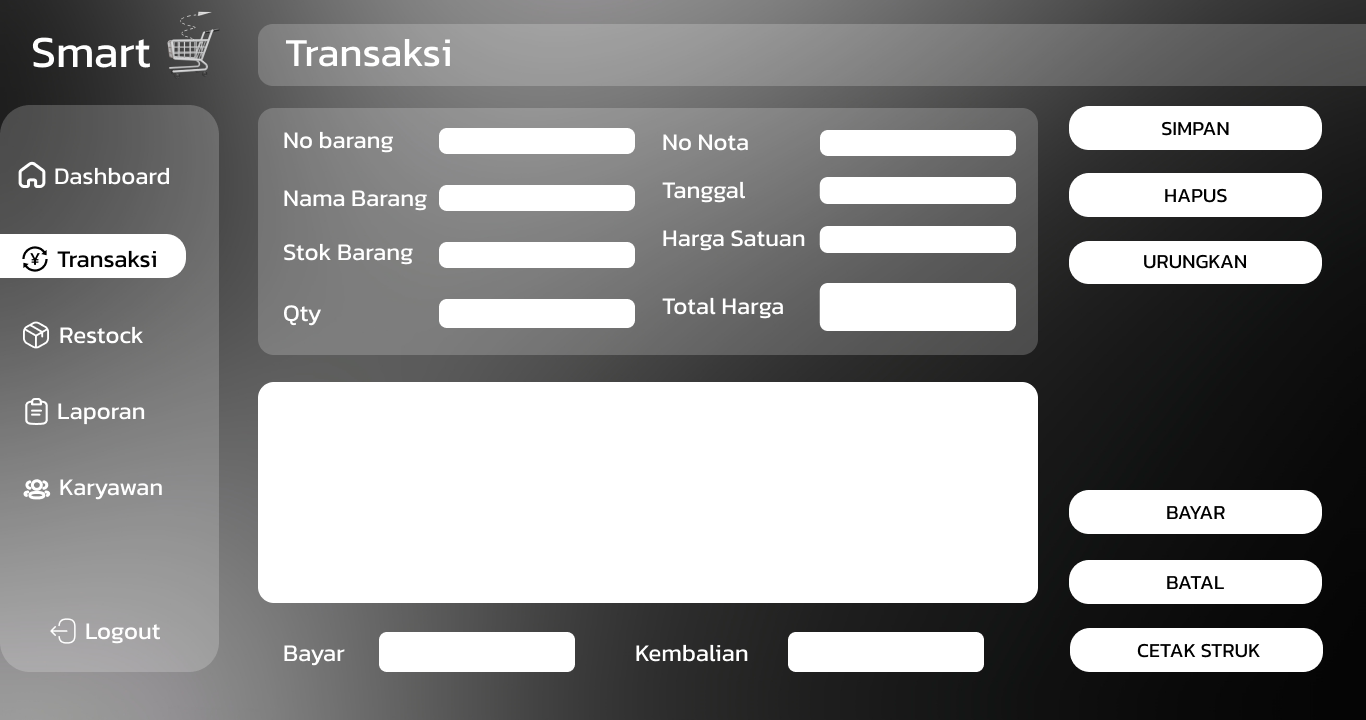 Smart
Transaksi
Dashboard
Transaksi
Restock
Laporan
Karyawan
Logout
No barang
Nama Barang
Stok Barang
Qty
No Nota
Tanggal
Harga Satuan
Total Harga
SIMPAN
HAPUS
URUNGKAN
BAYAR
BATAL
CETAK STRUK
Bayar
Kembalian